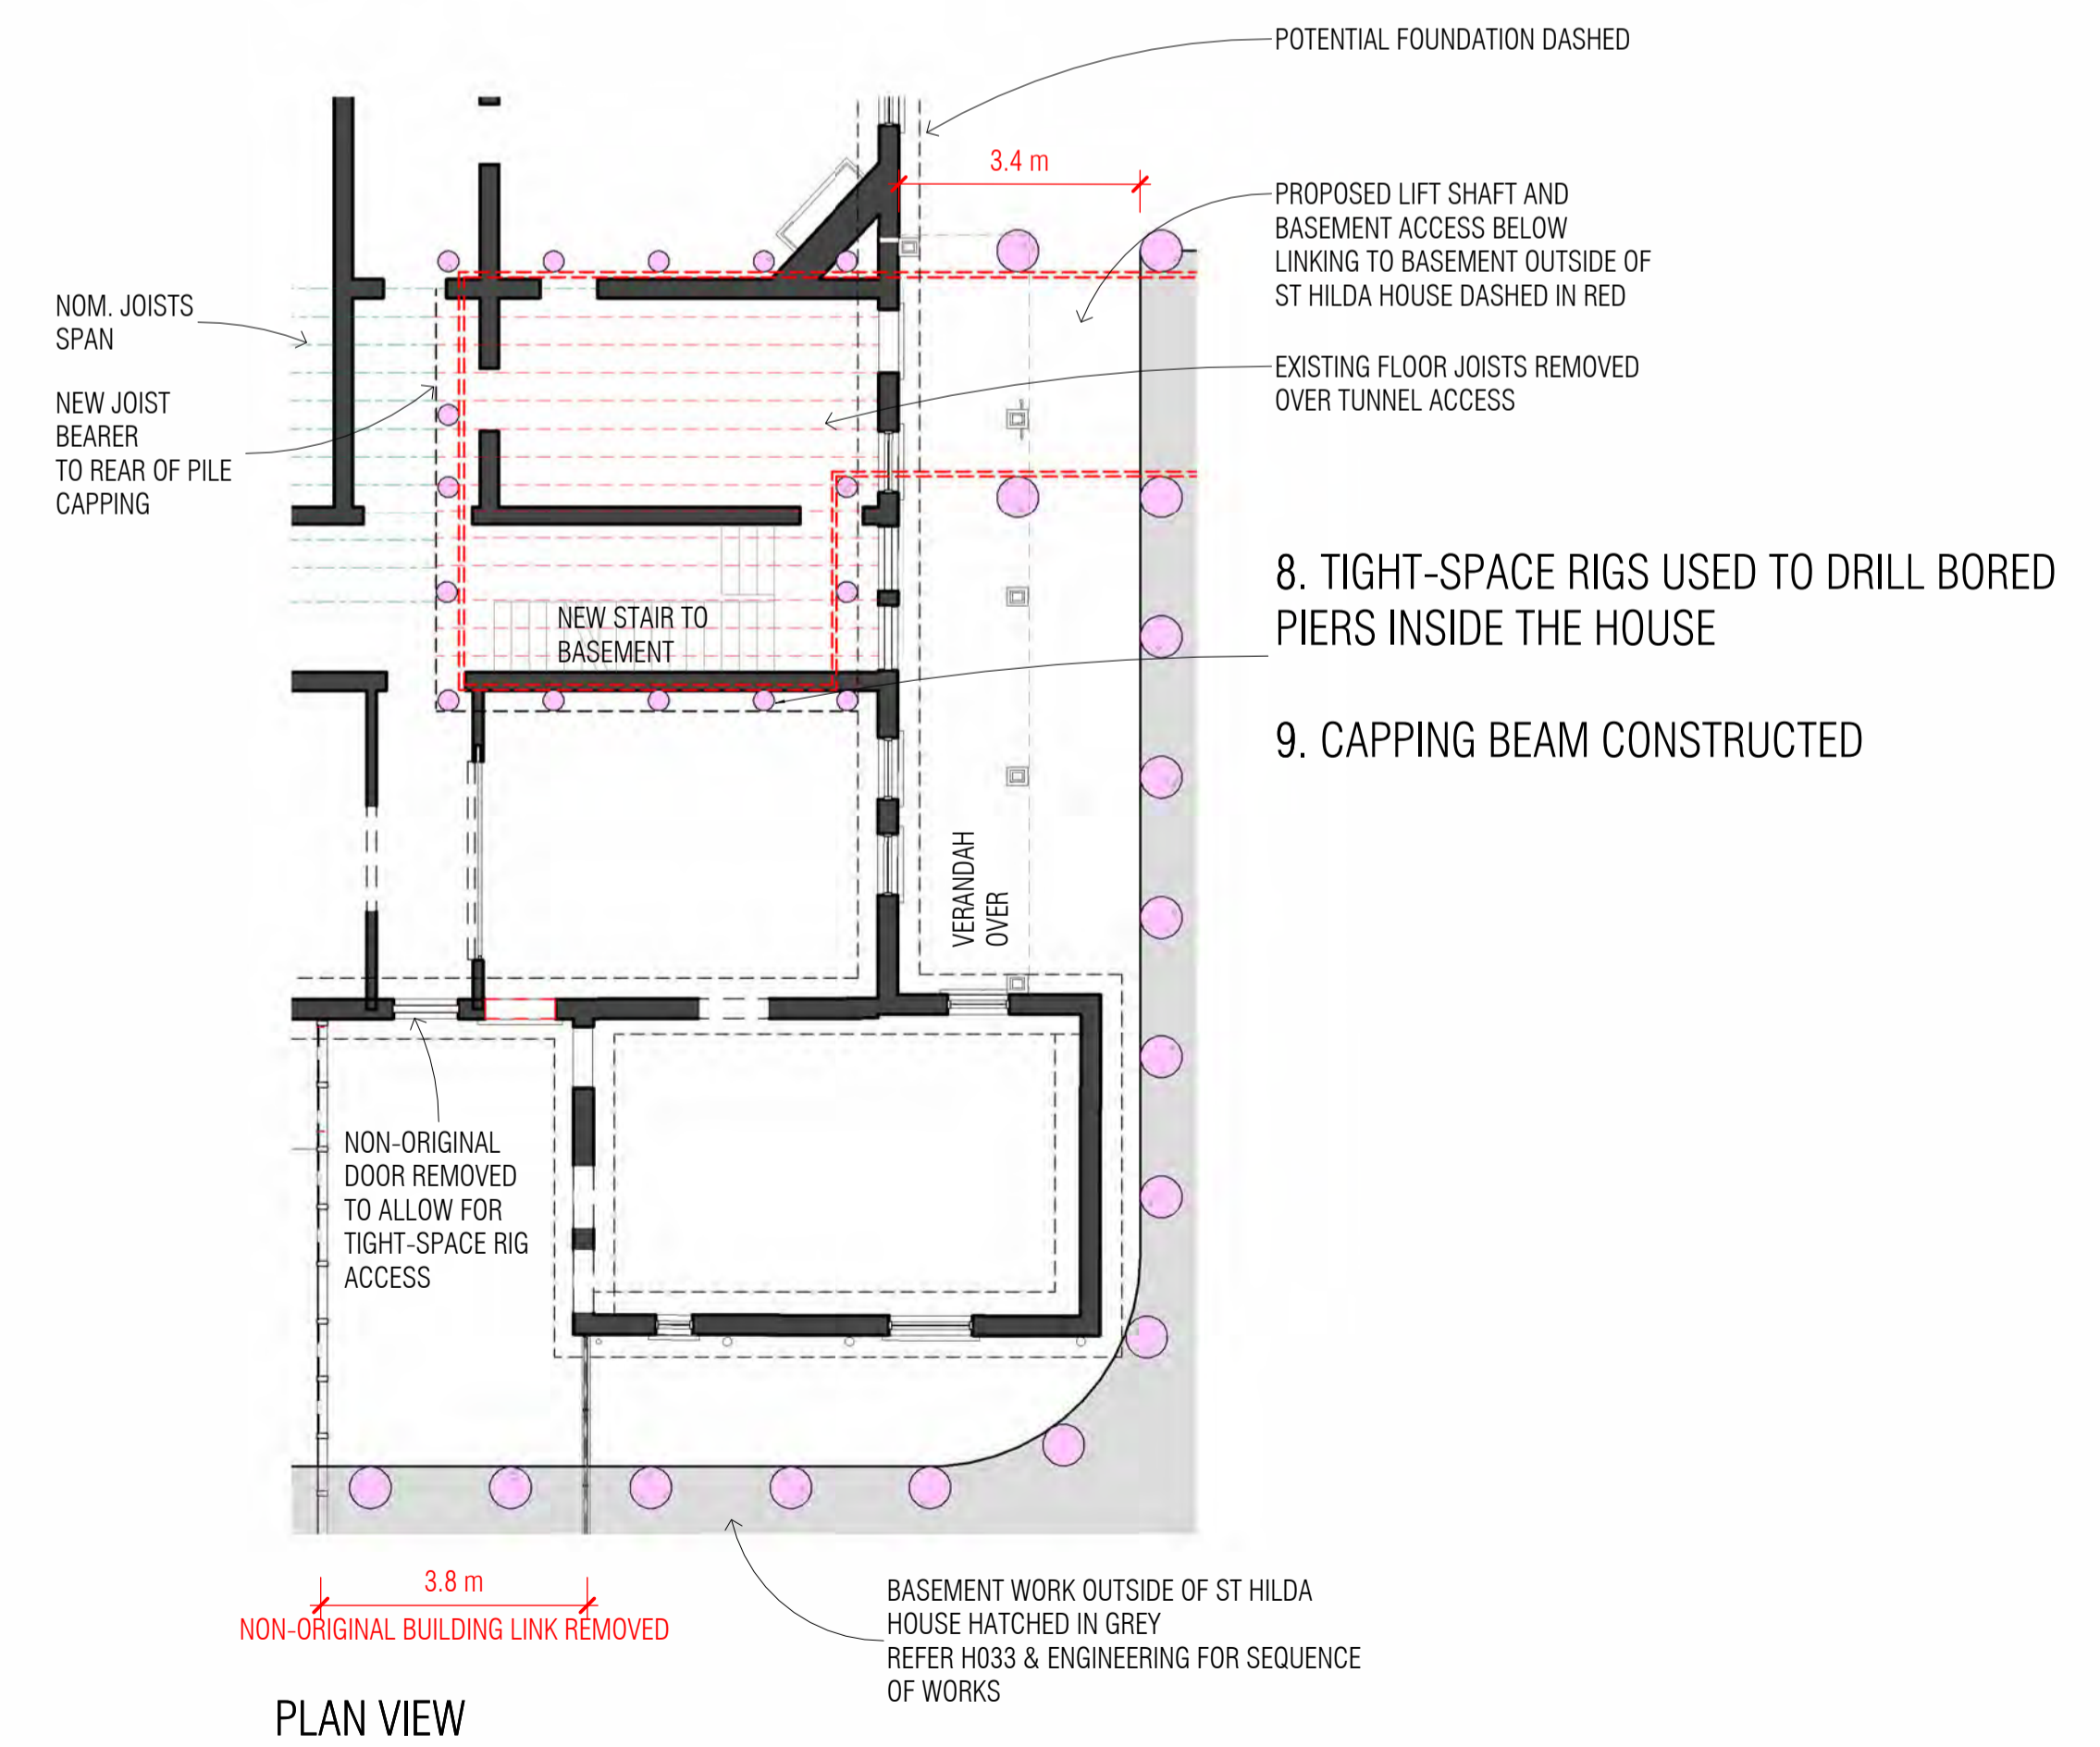 POTENTIAL FOUNDATION DASHED
3.4 m
PROPOSED LIFT SHAFT AND
BASEMENT ACCESS BELOW
LINKING TO BASEMENT OUTSIDE OF
ST HILDA HOUSE DASHED IN RED
NOM. JOISTS
SPAN
EXISTING FLOOR JOISTS REMOVED
OVER TUNNEL ACCESS
NEW JOIST
BEARER
TO REAR OF PILE
CAPPING
8. TIGHT-SPACE RIGS USED TO DRILL BORED
PIERS INSIDE THE HOUSE
NEW STAIR TO
BASEMENT
9. CAPPING BEAM CONSTRUCTED
VERANDAH
OVER
NON-ORIGINAL
DOOR REMOVED
TO ALLOW FOR
TIGHT-SPACE RIG
ACCESS
3.8 m
NON-ORIGINAL BUILDING LINK REMOVED
BASEMENT WORK OUTSIDE OF ST HILDA
HOUSE HATCHED IN GREY
REFER H033 & ENGINEERING FOR SEQUENCE
OF WORKS
PLAN VIEW